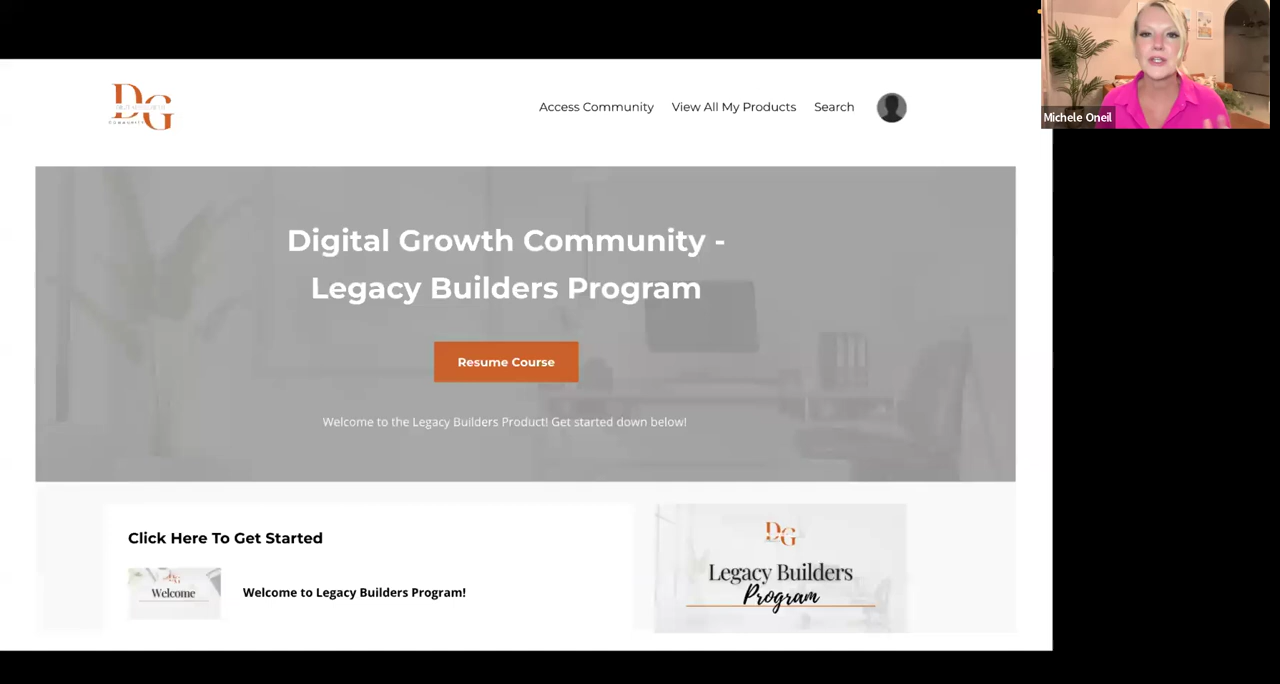 DG
COMMUNITY
Access Community
View All My Products
Search
Michele Oneil
Digital Growth Community -
Legacy Builders Program
Resume Course
Welcome to the Legacy Builders Product! Get started down below!
Click Here To Get Started
Welcome
Welcome to Legacy Builders Program!
DG
Legacy Builders
Program